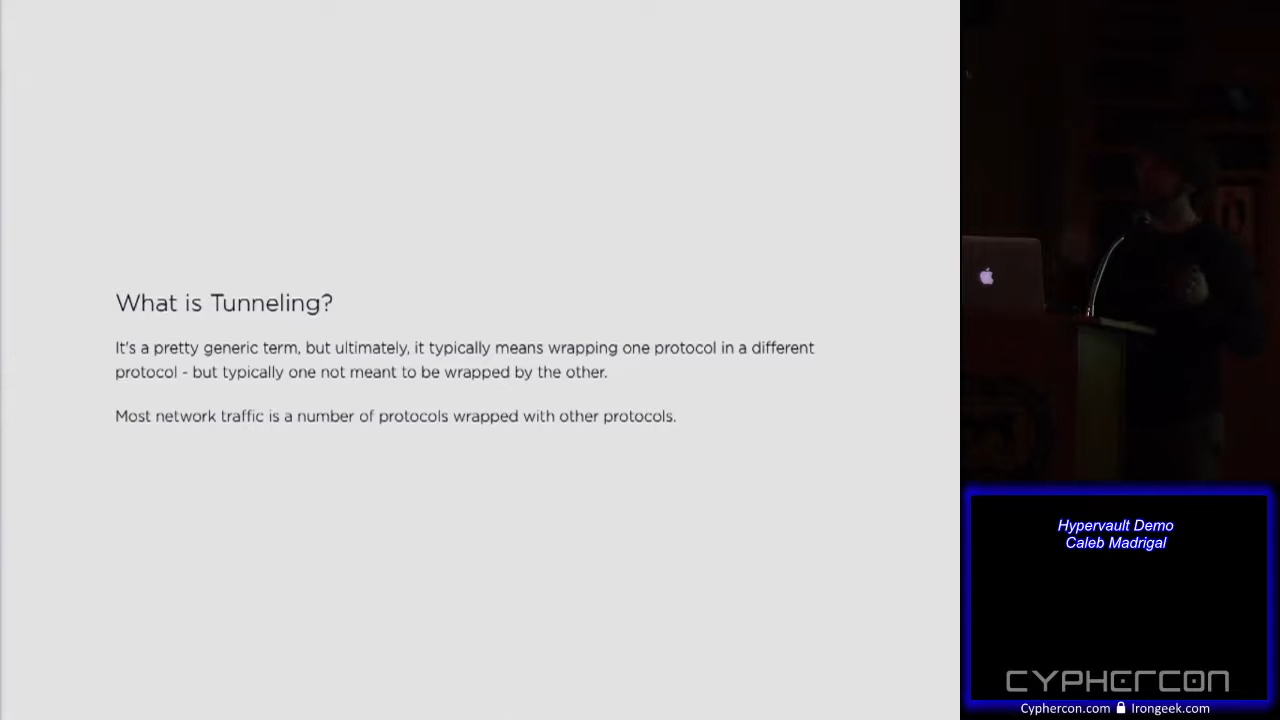 What is Tunneling?
It's a pretty generic term, but ultimately, it typically means wrapping one protocol in a different
protocol - but typically one not meant to be wrapped by the other.
Most network traffic is a number of protocols wrapped with other protocols.
Hypervault Demo
Caleb Madrigal
CYPHERCON
Cyphercon.com Irongeek.com